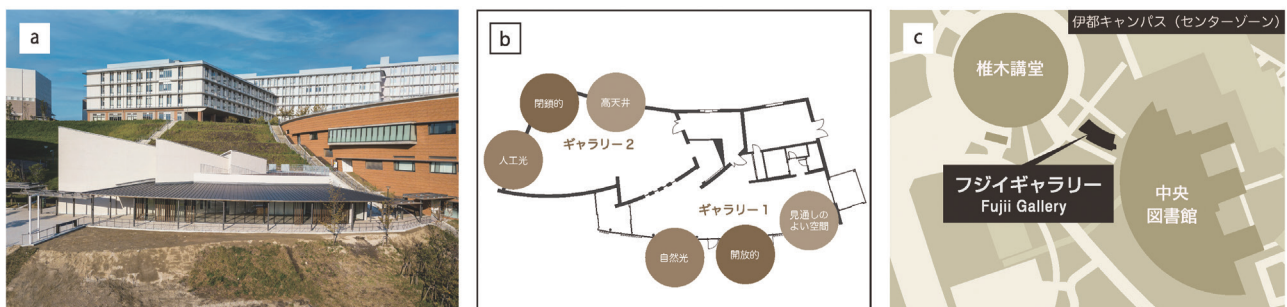 a
b
閉鎖的
高天井
人工光
ギャラリー2
ギャラリー1
見通しの
よい空間
自然光
開放的
c
伊都キャンパス（センターゾーン）
椎木講堂
フジイギャラリー
Fujii Gallery
中央
図書館